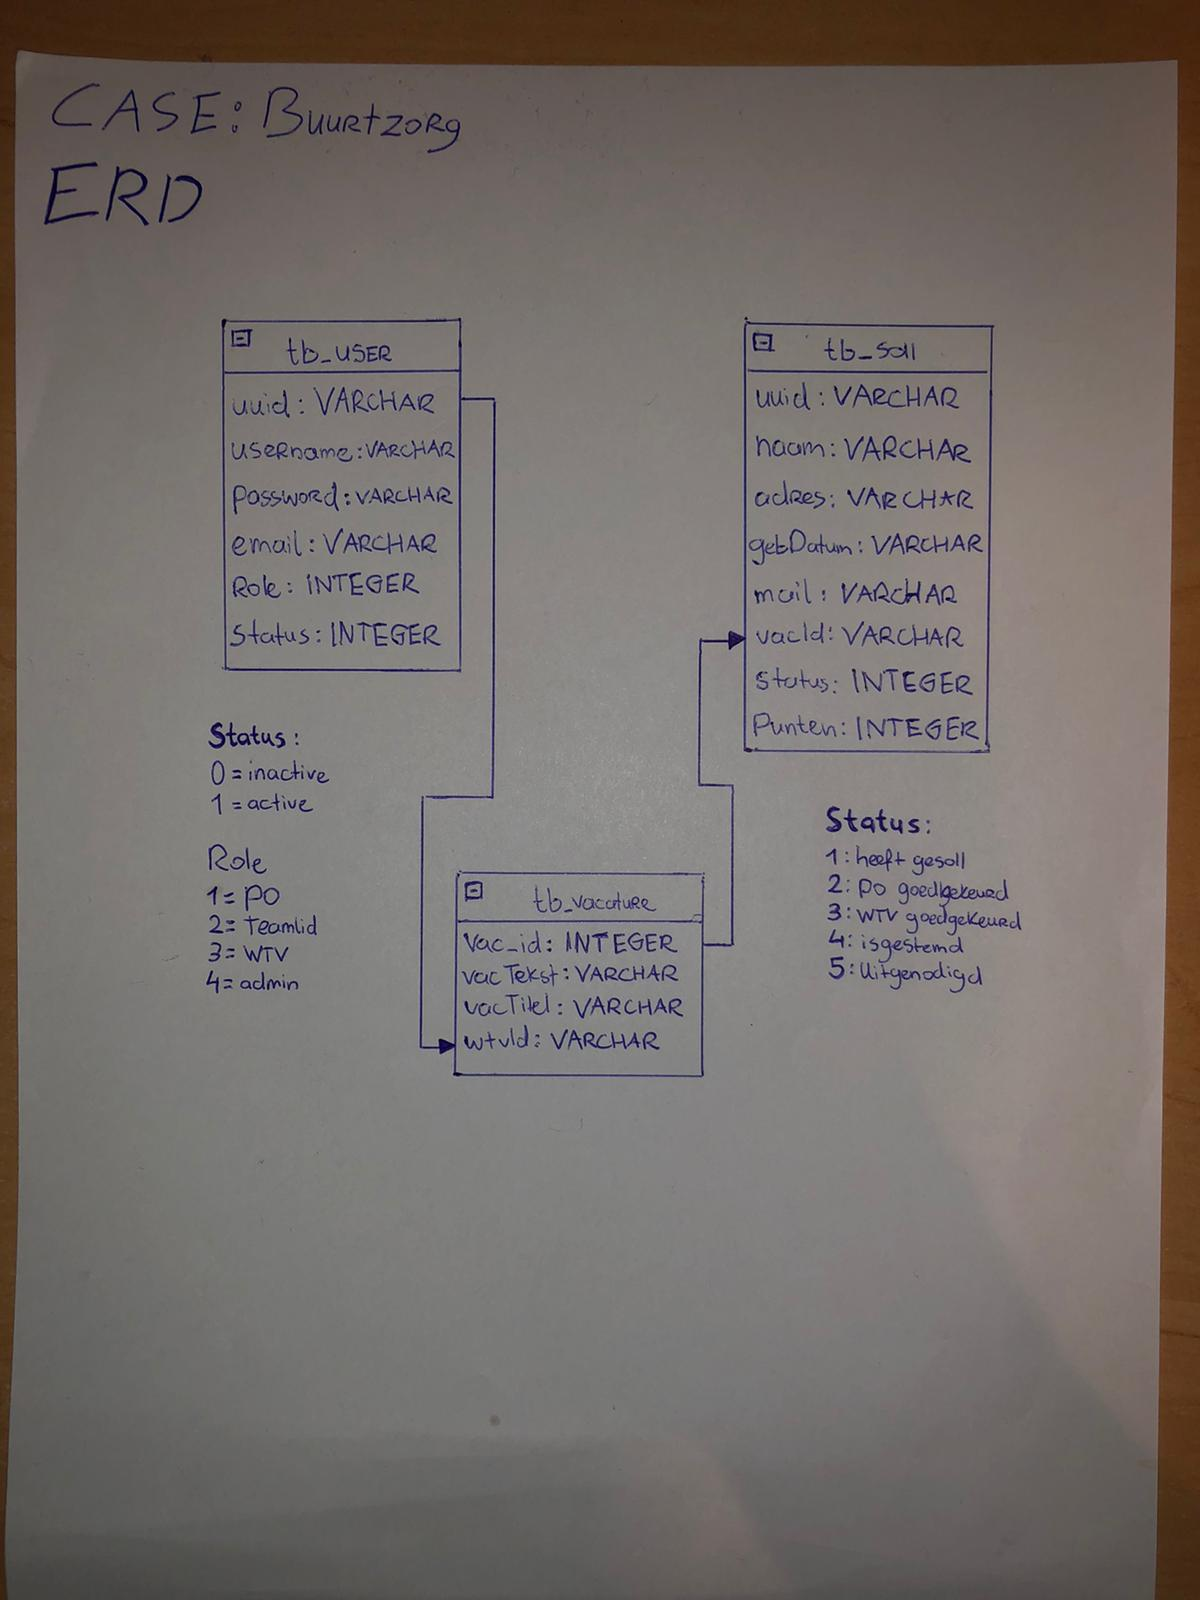 CASE: Buurtzorg
ERD
tb_USER
uuid: VARCHAR
username: VARCHAR
password: VARCHAR
email: VARCHAR
Role: INTEGER
Status: INTEGER
Status:
0 = inactive
1 = active
Role
1 = PO
2 = Teamlid
3 = WTV
4 = admin
tb_vacature
Vac_id: INTEGER
vacTekst: VARCHAR
vacTitel: VARCHAR
wtvId: VARCHAR
tb_soll
uuid: VARCHAR
naam: VARCHAR
adres: VARCHAR
gebDatum: VARCHAR
mail: VARCHAR
vacId: VARCHAR
status: INTEGER
Punten: INTEGER
Status:
1: heeft gesoll
2: PO goedgekeurd
3: WTV goedgekeurd
4: isgestemd
5: Uitgenodigd